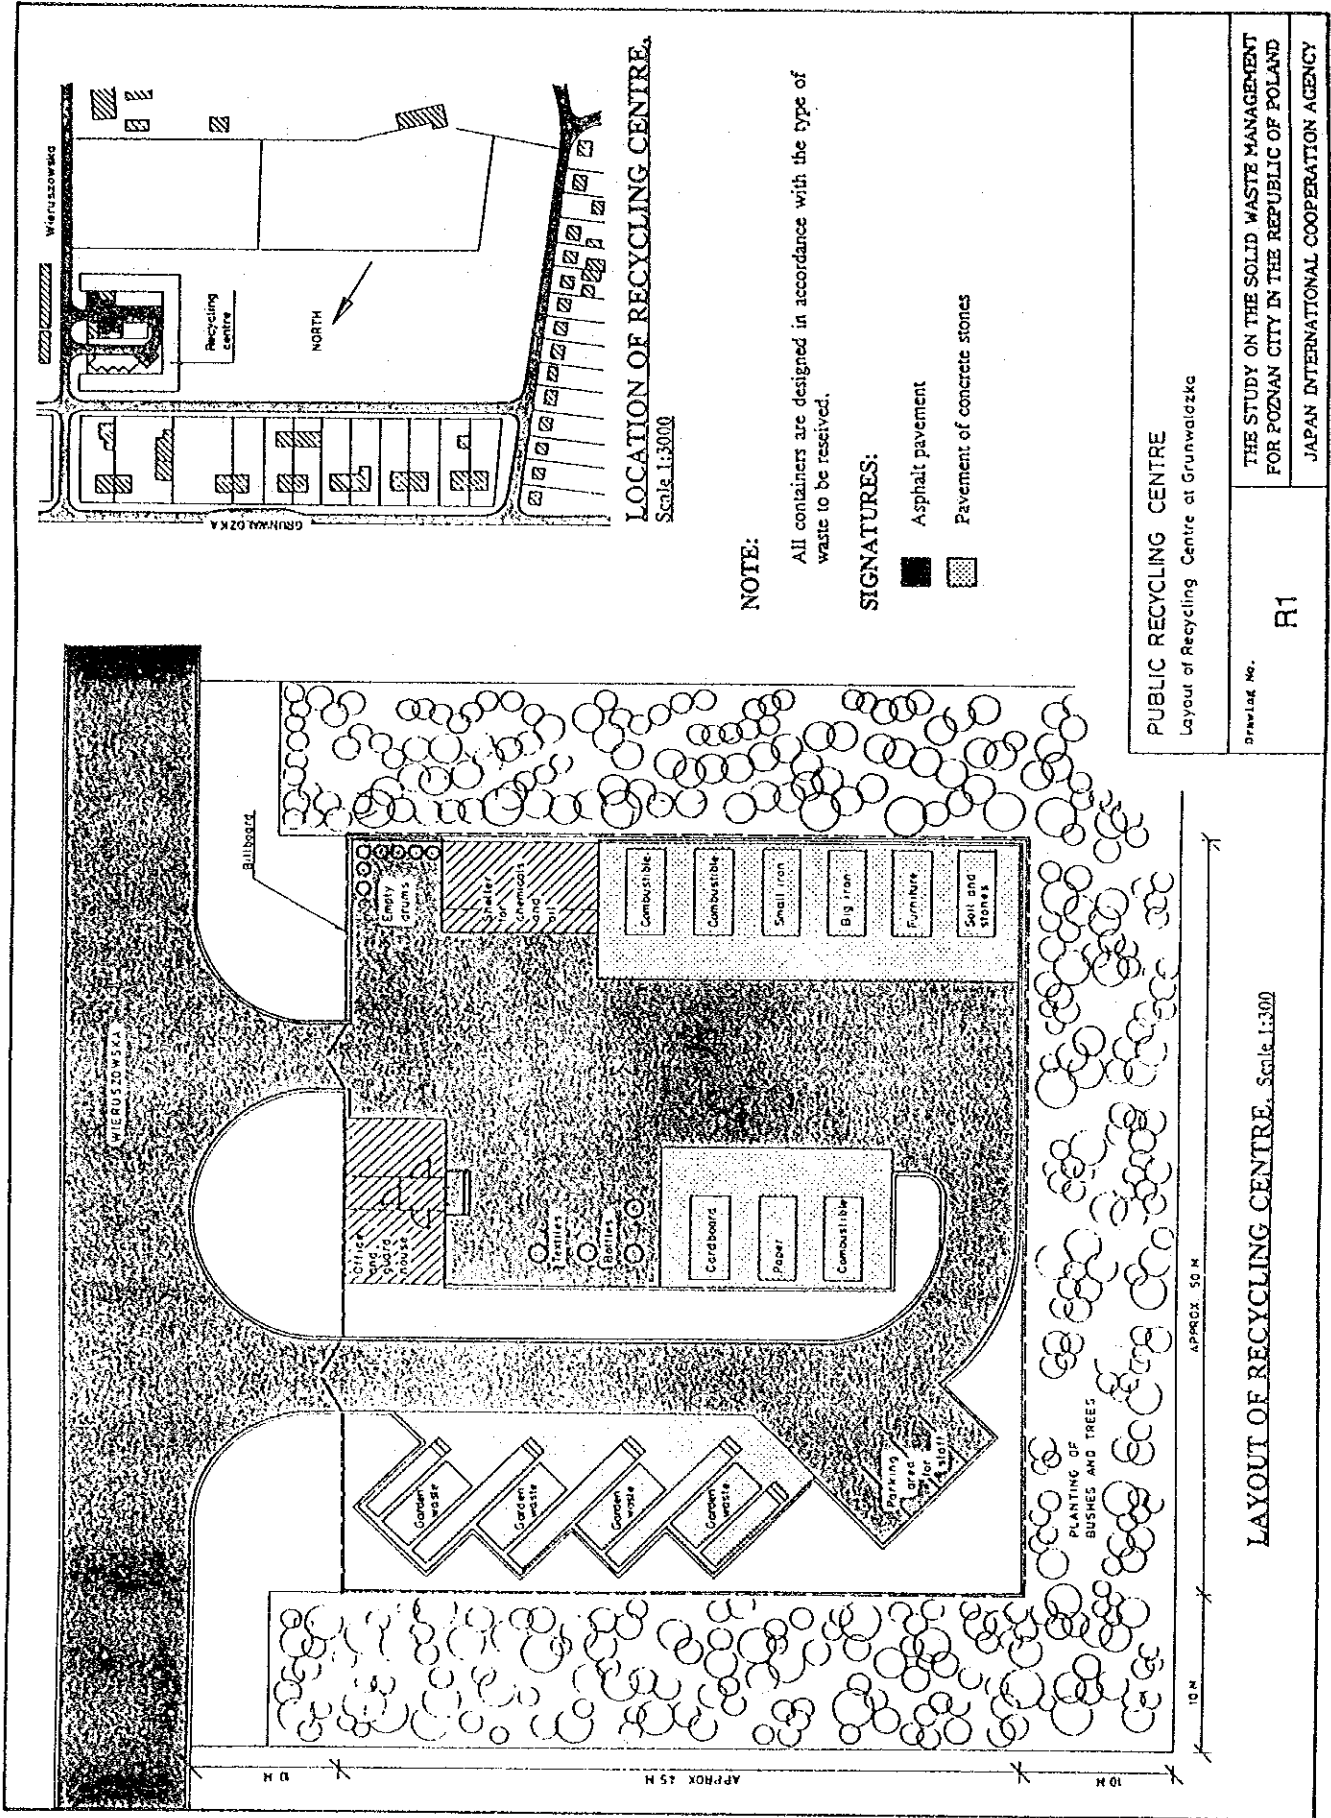 WIERUSZOWSKA
Billboard
Office
and
guard
house
Empty
drums
Shelter
for
chemicals
and
oil
Textiles
Bottles
Garden
waste
Garden
waste
Garden
waste
Garden
waste
Cardboard
Paper
Combustible
Combustible
Combustible
Small iron
Big iron
Furniture
Soil and
stones
Parking
area
for
staff
PLANTING OF
BUSHES AND TREES
10 M
APPROX 45 M
10 M
10 M
APPROX. 50 M
LAYOUT OF RECYCLING CENTRE. Scale 1:300
Wieruszowska
Recycling
centre
NORTH
GRUNWALDZKA
LOCATION OF RECYCLING CENTRE.
Scale 1:3000
NOTE:
All containers are designed in accordance with the type of
waste to be reseived.
SIGNATURES:
Asphalt pavement
Pavement of concrete stones
PUBLIC RECYCLING CENTRE
Layout of Recycling Centre at Grunwaldzka
Drawing No.
R1
THE STUDY ON THE SOLID WASTE MANAGEMENT
FOR POZNAN CITY IN THE REPUBLIC OF POLAND
JAPAN INTERNATIONAL COOPERATION AGENCY